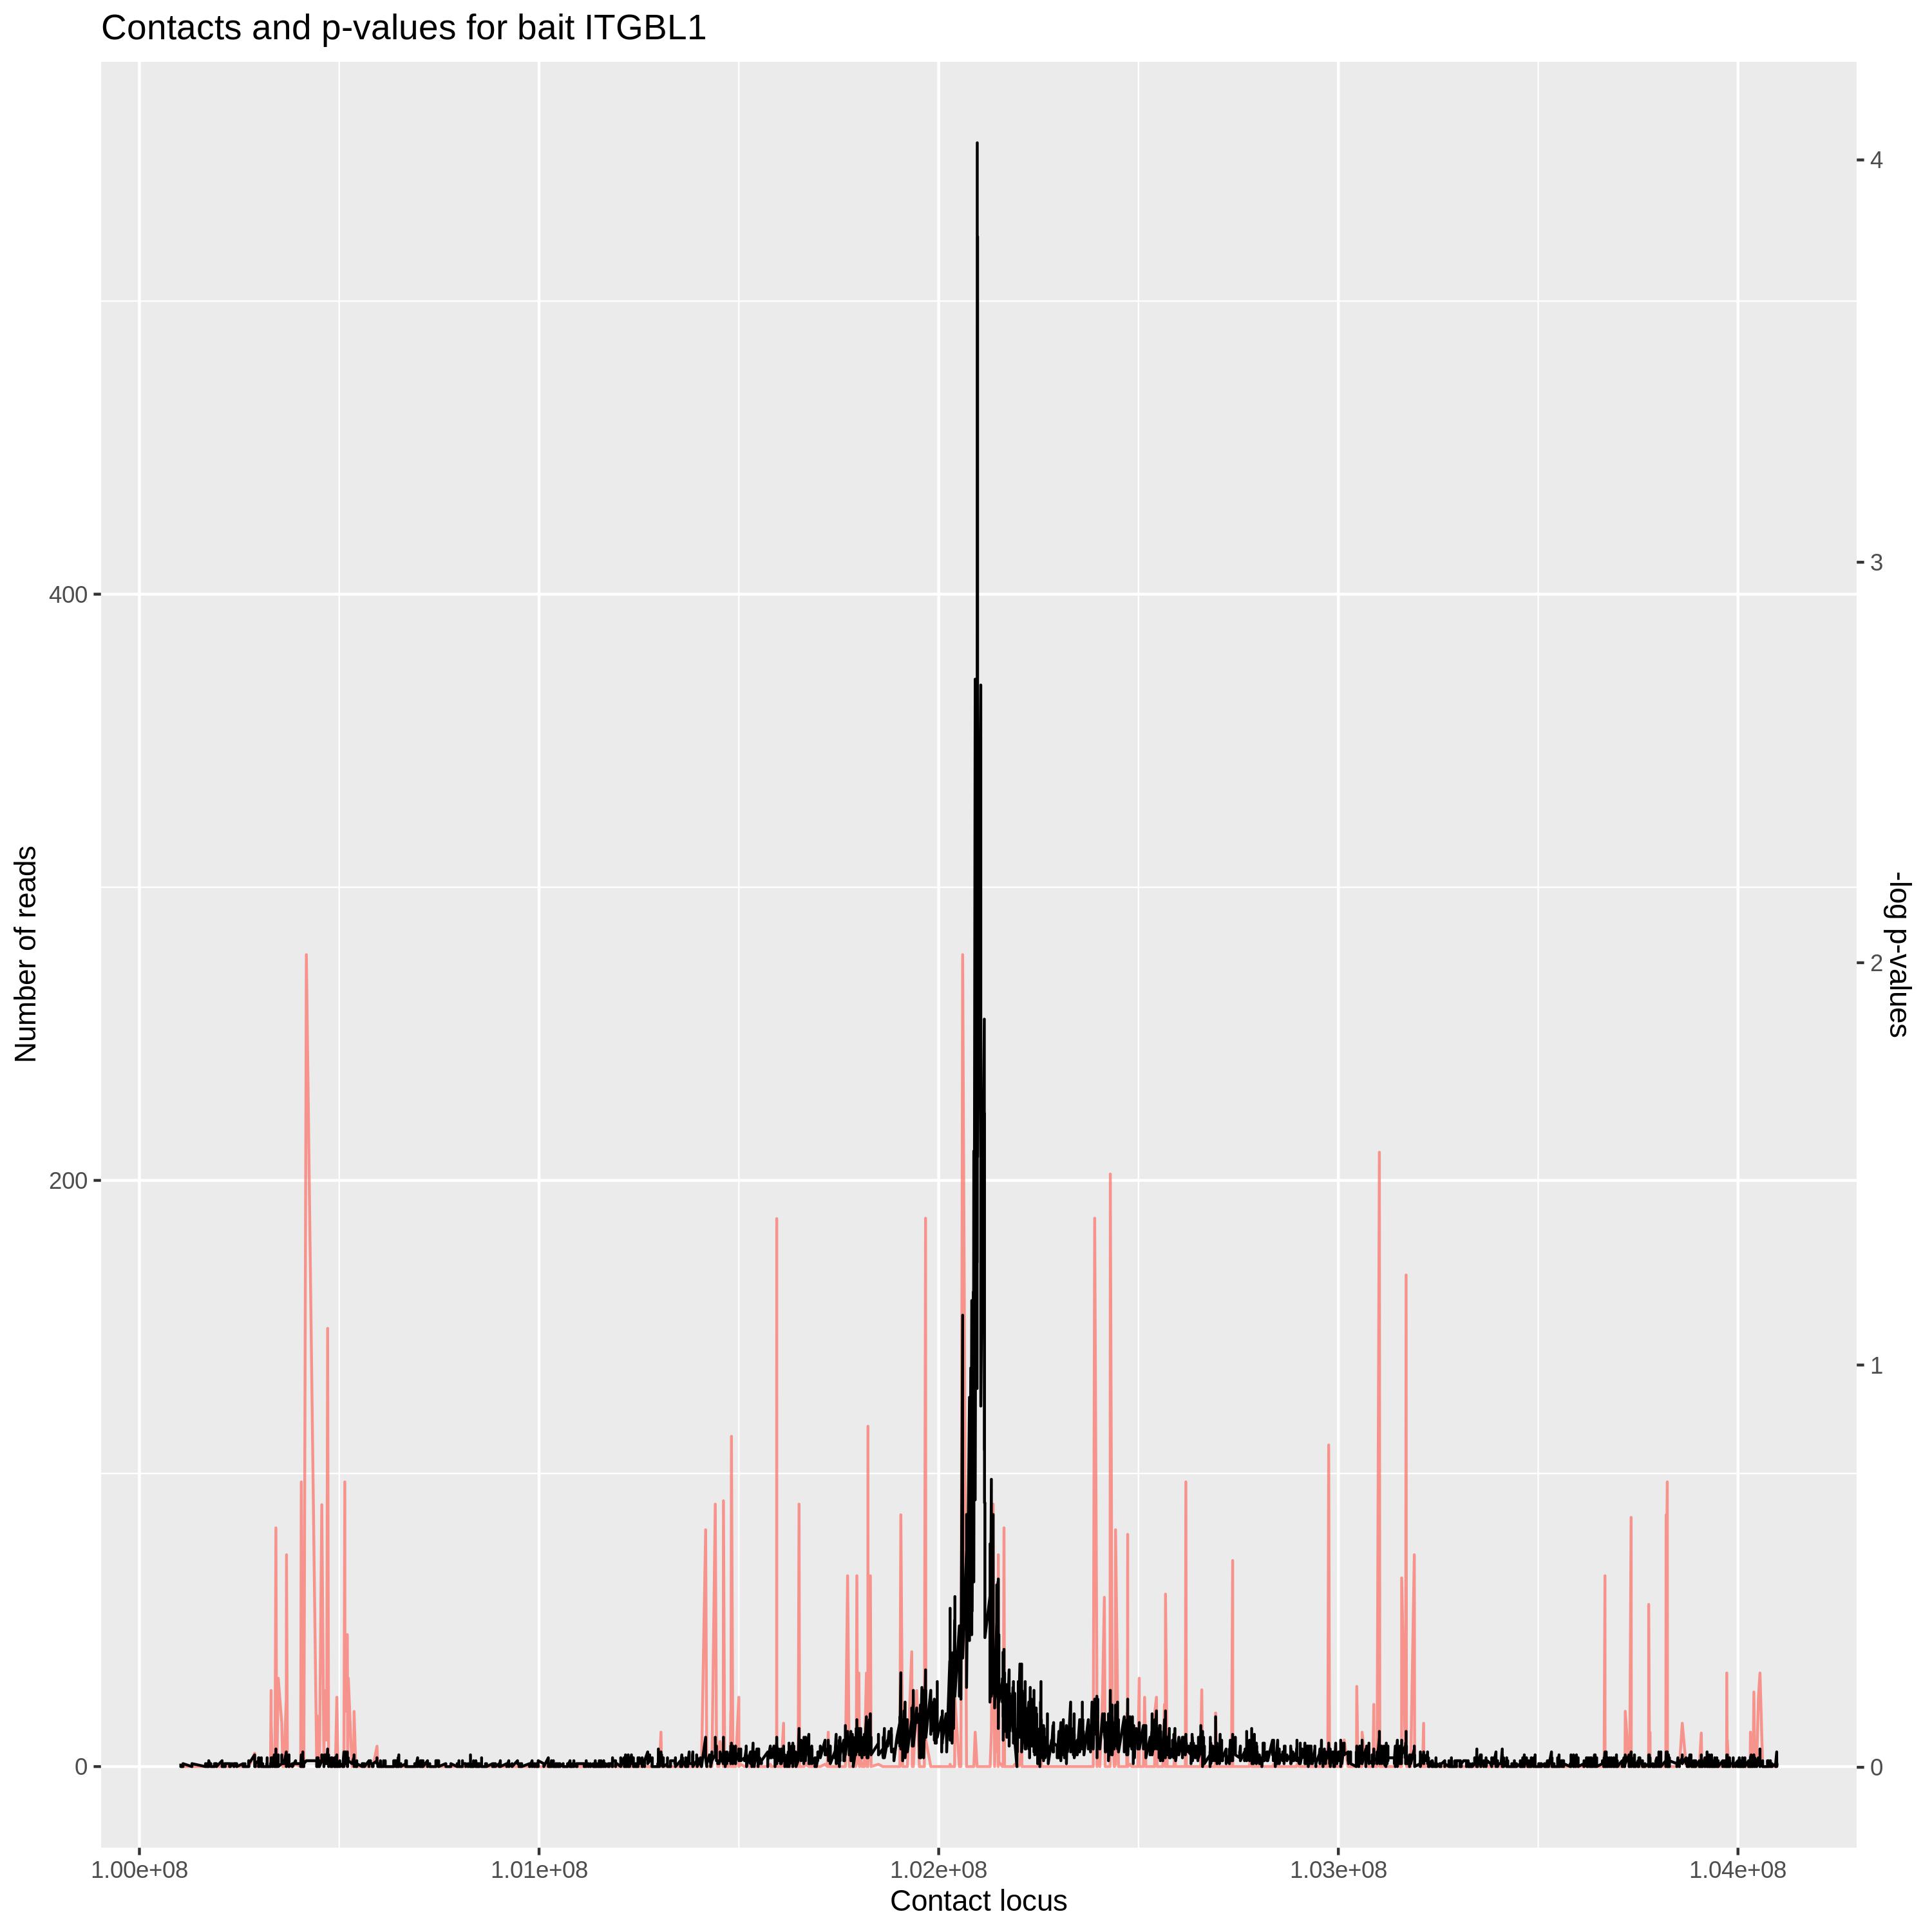 Contacts and p-values for bait ITGBL1
Number of reads
400
200
0
4
3
2
1
0
-log p-values
1.00e+08 1.01e+08 1.02e+08 1.03e+08 1.04e+08
Contact locus